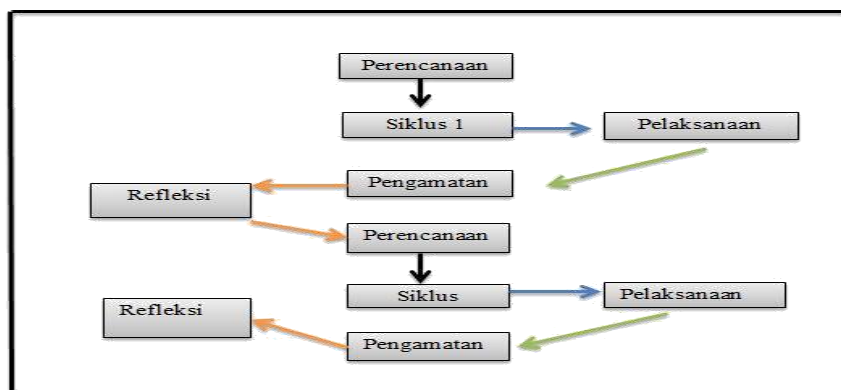 Perencanaan
Siklus 1
Pelaksanaan
Pengamatan
Refleksi
Perencanaan
Siklus
Pelaksanaan
Pengamatan
Refleksi